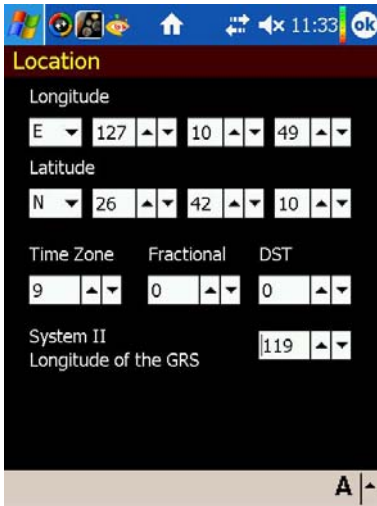 11:33 ok
Location
Longitude
E 127 10 49
Latitude
N 26 42 10
Time Zone Fractional DST
9 0 0
System II
Longitude of the GRS
119
A